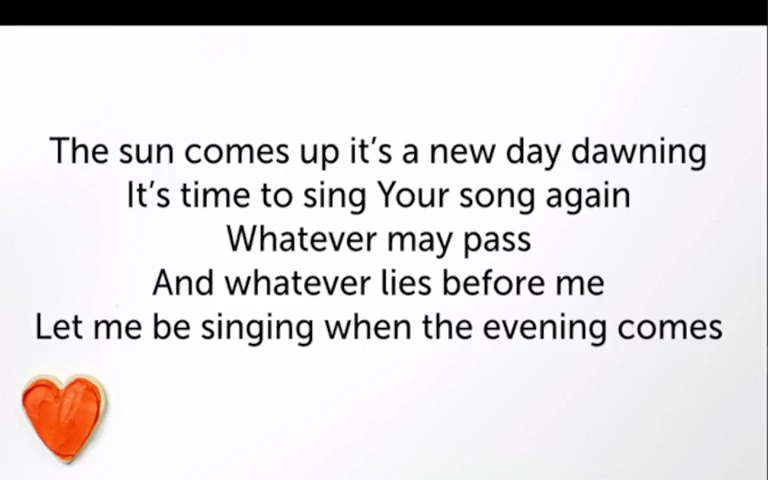 The sun comes up it's a new day dawning
It's time to sing Your song again
Whatever may pass
And whatever lies before me
Let me be singing when the evening comes